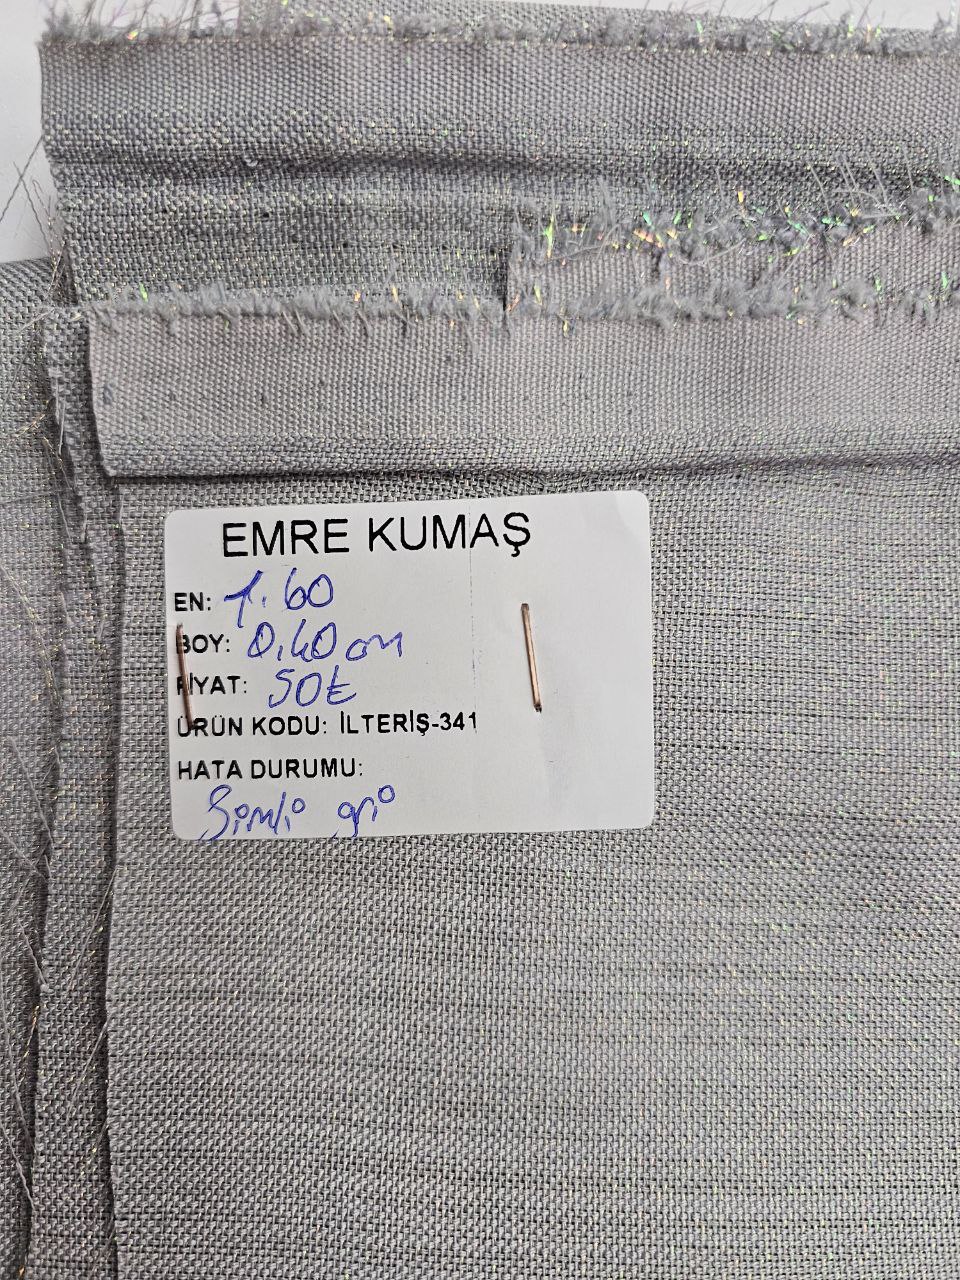 EMRE KUMAŞ
EN: 1.60
BOY: 0,40 cm
FİYAT: 50₺
ÜRÜN KODU: İLTERİŞ-341
HATA DURUMU:
Simli gri